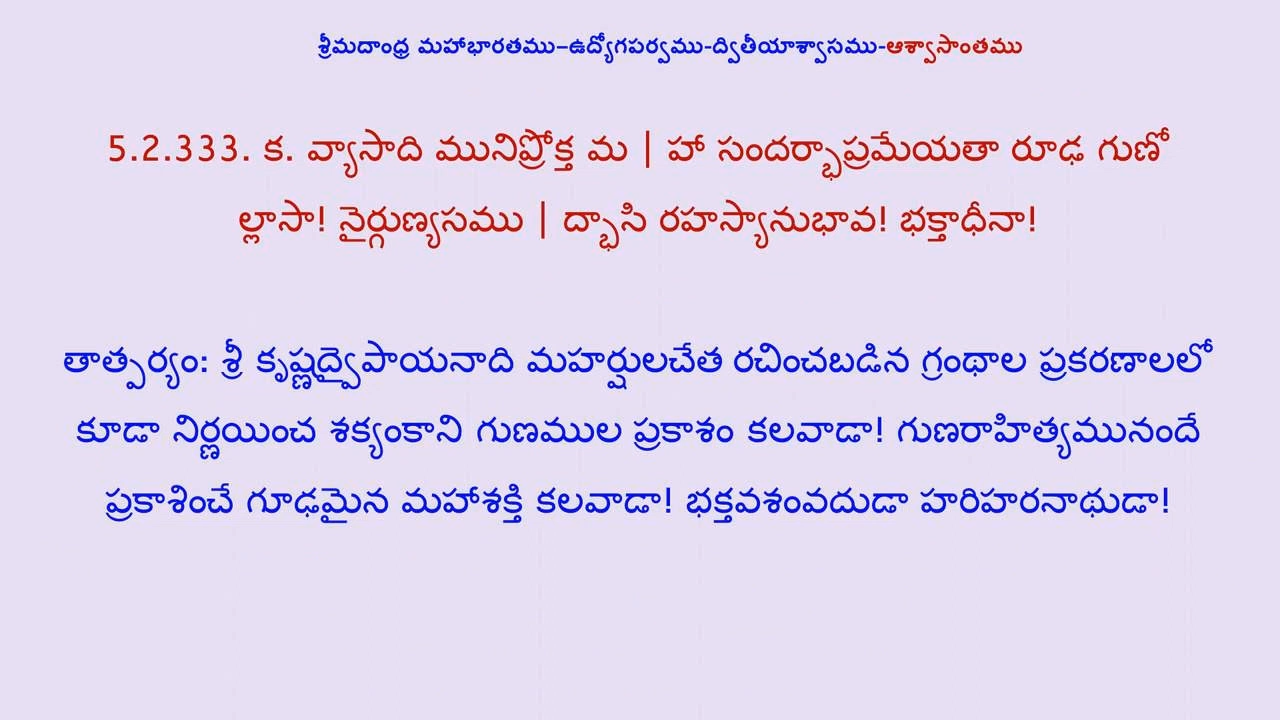 శ్రీమదాంధ్ర మహాభారతము–ఉద్యోగపర్వము-ద్వితీయాశ్వాసము-ఆశ్వాసాంతము
5.2.333. క. వ్యాసాది మునిప్రోక్త మ | హా సందర్భాప్రమేయతా రూఢ గుణో
ల్లాసా! నైర్గుణ్యసము | ద్భాసి రహస్యానుభావ! భక్తాధీనా!
తాత్పర్యం: శ్రీ కృష్ణద్వైపాయనాది మహర్షులచేత రచించబడిన గ్రంథాల ప్రకరణాలలో
కూడా నిర్ణయించ శక్యంకాని గుణముల ప్రకాశం కలవాడా! గుణరాహిత్యమునందే
ప్రకాశించే గూఢమైన మహాశక్తి కలవాడా! భక్తవశంవదుడా హరిహరనాథుడా!